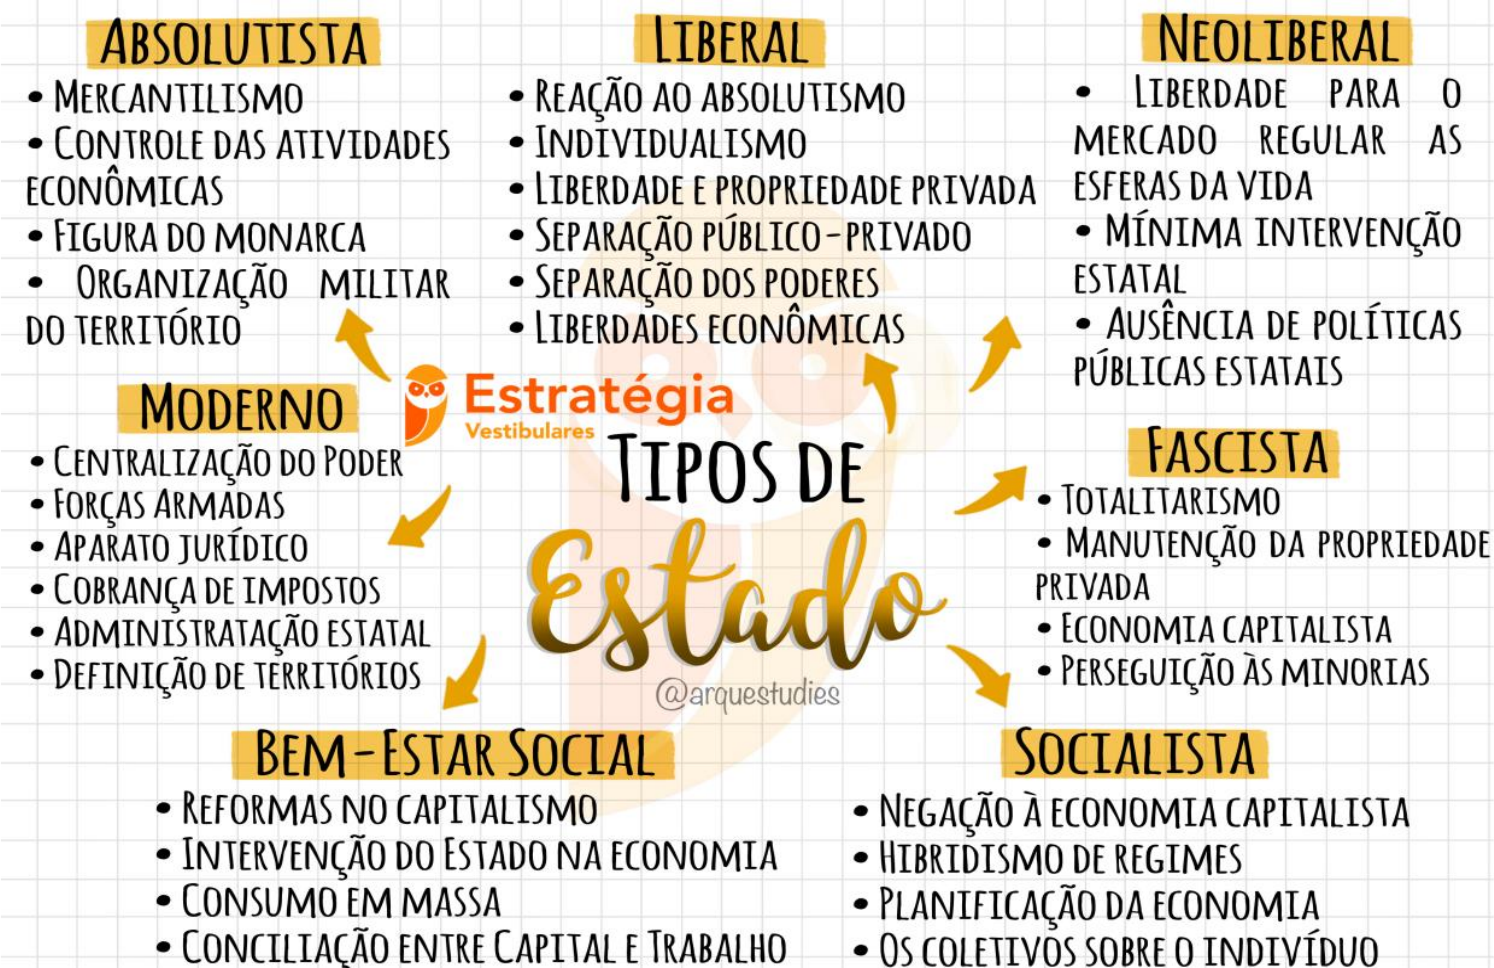 ABSOLUTISTA
• MERCANTILISMO
• CONTROLE DAS ATIVIDADES
ECONÔMICAS
• FIGURA DO MONARCA
• ORGANIZAÇÃO MILITAR
DO TERRITÓRIO
LIBERAL
• REAÇÃO AO ABSOLUTISMO
• INDIVIDUALISMO
• LIBERDADE E PROPRIEDADE PRIVADA
• SEPARAÇÃO PÚBLICO-PRIVADO
• SEPARAÇÃO DOS PODERES
• LIBERDADES ECONÔMICAS
NEOLIBERAL
• LIBERDADE PARA O
MERCADO REGULAR AS
ESFERAS DA VIDA
• MÍNIMA INTERVENÇÃO
ESTATAL
• AUSÊNCIA DE POLÍTICAS
PÚBLICAS ESTATAIS
MODERNO
• CENTRALIZAÇÃO DO PODER
• FORÇAS ARMADAS
• APARATO JURÍDICO
• COBRANÇA DE IMPOSTOS
• ADMINISTRATAÇÃO ESTATAL
• DEFINIÇÃO DE TERRITÓRIOS
Estratégia
Vestibulares
TIPOS DE
Estado
@arquestudies
FASCISTA
• TOTALITARISMO
• MANUTENÇÃO DA PROPRIEDADE
PRIVADA
• ECONOMIA CAPITALISTA
• PERSEGUIÇÃO ÀS MINORIAS
BEM-ESTAR SOCIAL
• REFORMAS NO CAPITALISMO
• INTERVENÇÃO DO ESTADO NA ECONOMIA
• CONSUMO EM MASSA
• CONCILIAÇÃO ENTRE CAPITAL E TRABALHO
SOCIALISTA
• NEGAÇÃO À ECONOMIA CAPITALISTA
• HIBRIDISMO DE REGIMES
• PLANIFICAÇÃO DA ECONOMIA
• OS COLETIVOS SOBRE O INDIVÍDUO